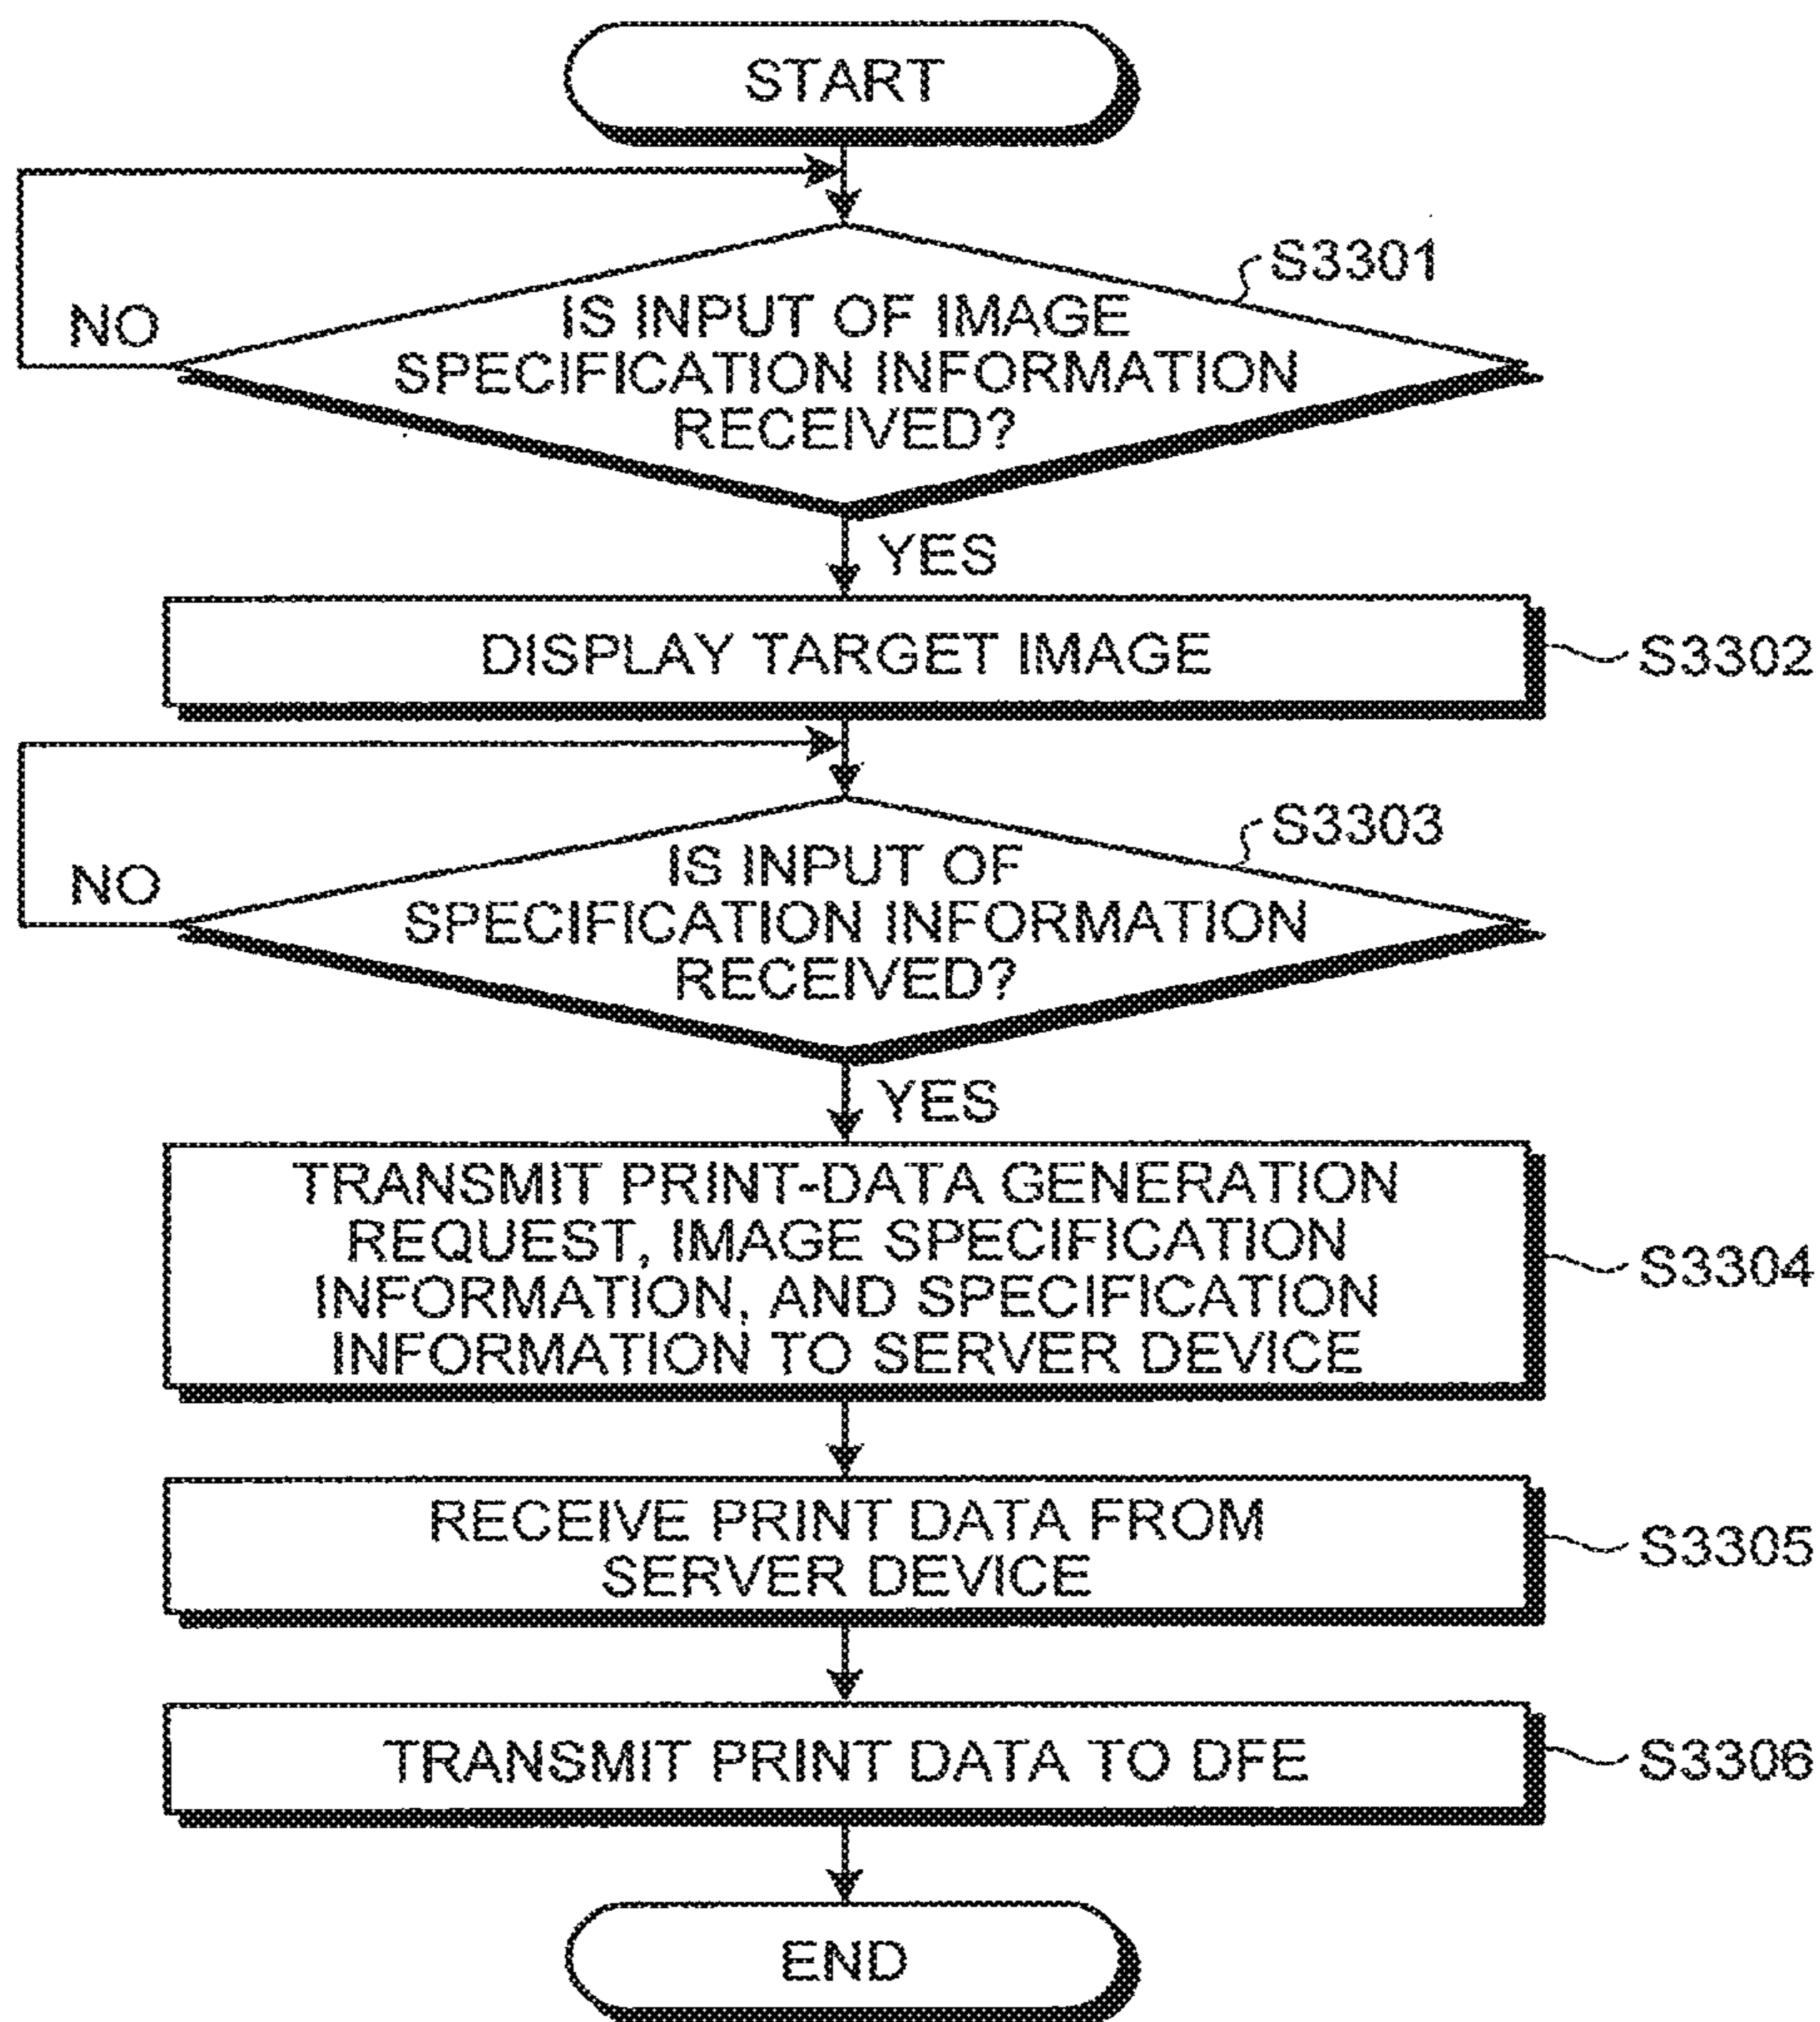 START
S3301
NO
IS INPUT OF IMAGE
SPECIFICATION INFORMATION
RECEIVED?
YES
DISPLAY TARGET IMAGE
S3302
S3303
NO
IS INPUT OF
SPECIFICATION INFORMATION
RECEIVED?
YES
TRANSMIT PRINT-DATA GENERATION
REQUEST, IMAGE SPECIFICATION
INFORMATION, AND SPECIFICATION
INFORMATION TO SERVER DEVICE
S3304
RECEIVE PRINT DATA FROM
SERVER DEVICE
S3305
TRANSMIT PRINT DATA TO DFE
S3306
END